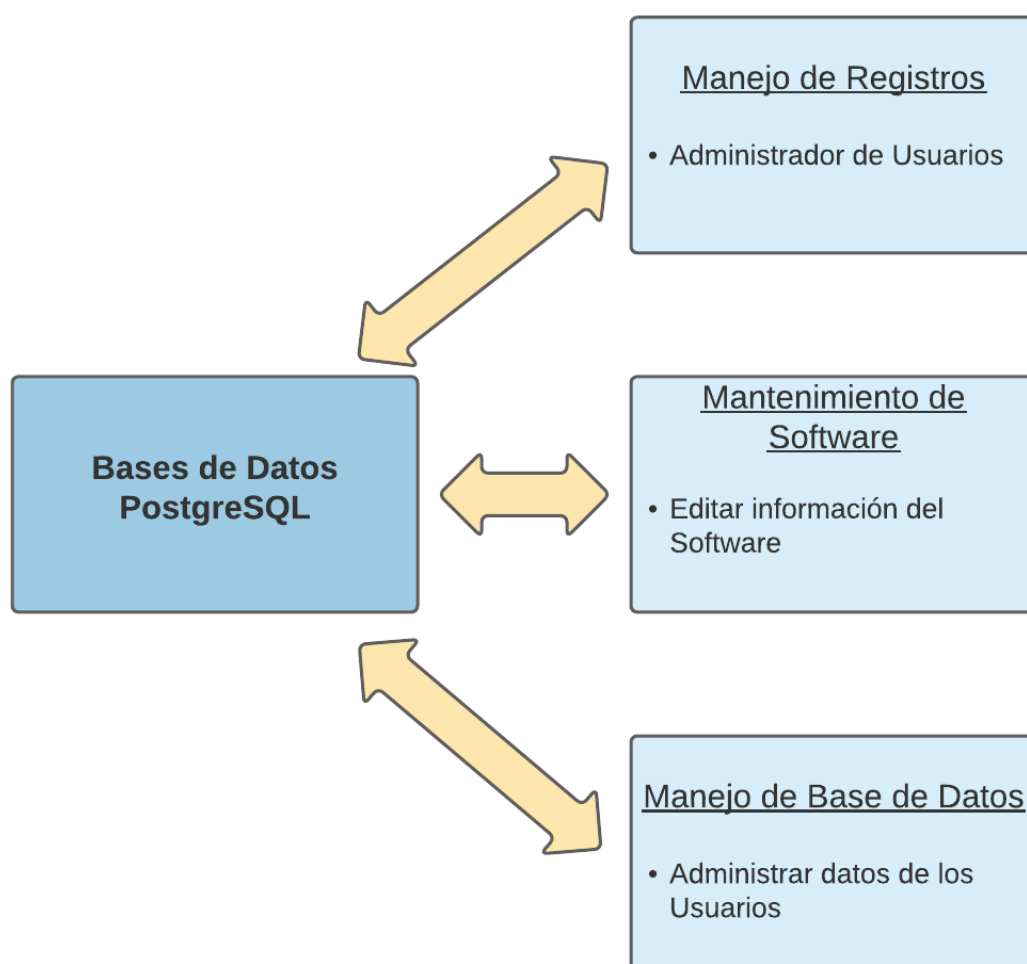 Manejo de Registros
• Administrador de Usuarios
Bases de Datos
PostgreSQL
Mantenimiento de
Software
• Editar información del
Software
Manejo de Base de Datos
• Administrar datos de los
Usuarios